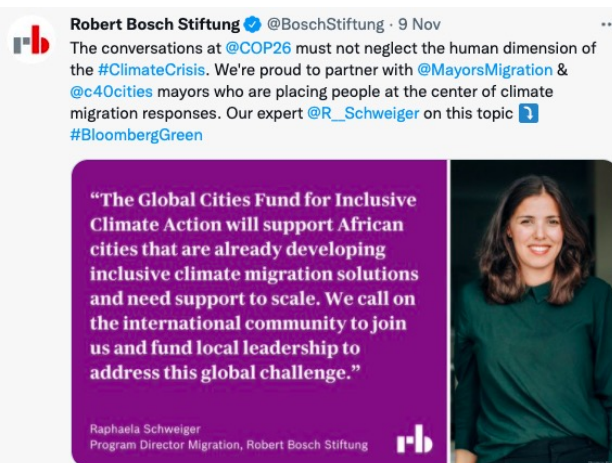 Robert Bosch Stiftung @BoschStiftung · 9 Nov
The conversations at @COP26 must not neglect the human dimension of
the #ClimateCrisis. We're proud to partner with @MayorsMigration &
@c40cities mayors who are placing people at the center of climate
migration responses. Our expert @R__Schweiger on this topic ⤵️
#BloombergGreen
“The Global Cities Fund for Inclusive
Climate Action will support African
cities that are already developing
inclusive climate migration solutions
and need support to scale. We call on
the international community to join
us and fund local leadership to
address this global challenge.”
Raphaela Schweiger
Program Director Migration, Robert Bosch Stiftung